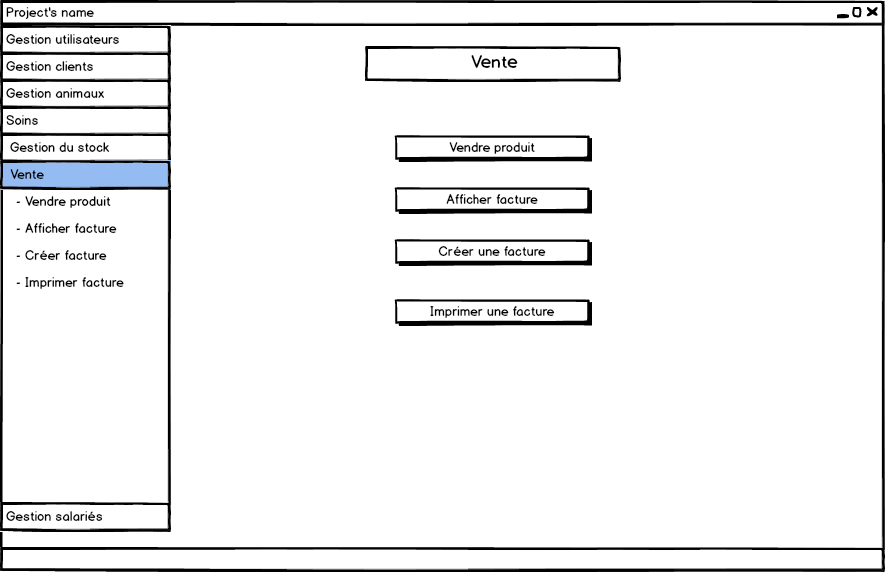 Project's name
Gestion utilisateurs
Gestion clients
Gestion animaux
Soins
Gestion du stock
Vente
- Vendre produit
- Afficher facture
- Créer facture
- Imprimer facture
Gestion salariés
Vente
Vendre produit
Afficher facture
Créer une facture
Imprimer une facture